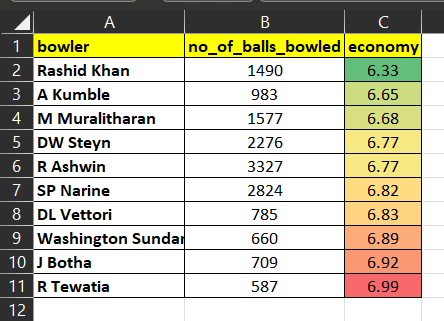 A B C
1 bowler no_of_balls_bowled economy
2 Rashid Khan 1490 6.33
3 A Kumble 983 6.65
4 M Muralitharan 1577 6.68
5 DW Steyn 2276 6.77
6 R Ashwin 3327 6.77
7 SP Narine 2824 6.82
8 DL Vettori 785 6.83
9 Washington Sundar 660 6.89
10 J Botha 709 6.92
11 R Tewatia 587 6.99
12